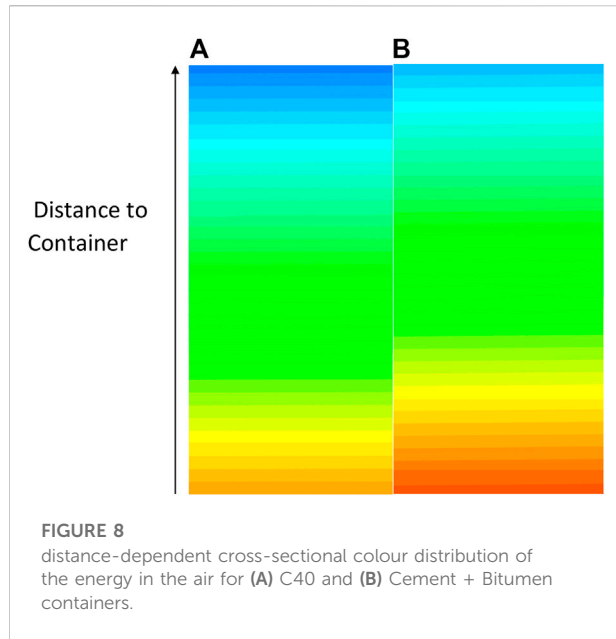 A B
Distance to
Container
FIGURE 8
distance-dependent cross-sectional colour distribution of
the energy in the air for (A) C40 and (B) Cement + Bitumen
containers.